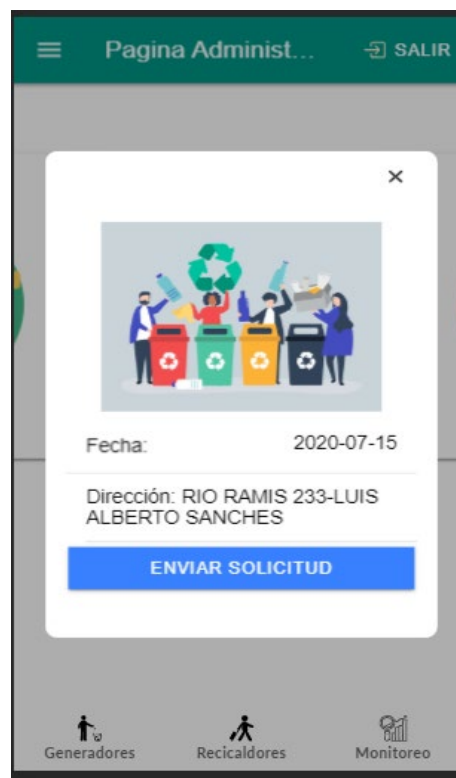 Pagina Administ... SALIR
×
Fecha: 2020-07-15
Dirección: RIO RAMIS 233-LUIS
ALBERTO SANCHES
ENVIAR SOLICITUD
Generadores Recicaldores Monitoreo